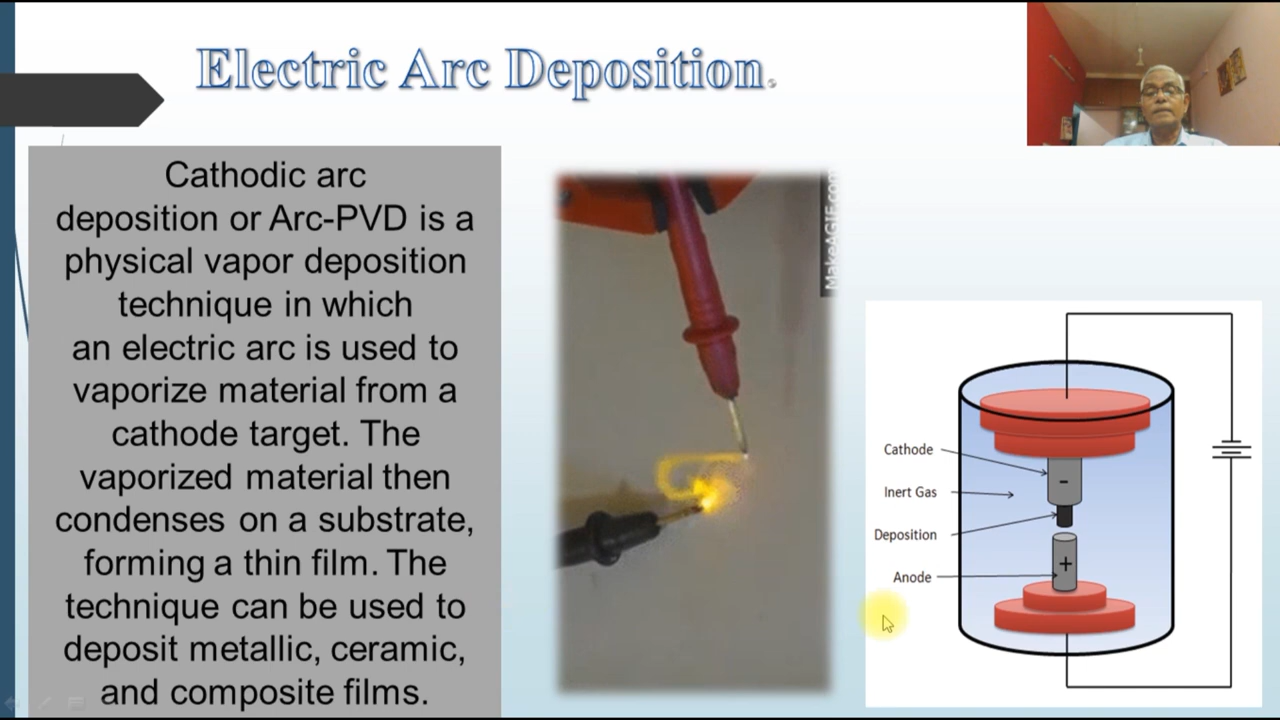 Electric Arc Deposition.
Cathodic arc
deposition or Arc-PVD is a
physical vapor deposition
technique in which
an electric arc is used to
vaporize material from a
cathode target. The
vaporized material then
condenses on a substrate,
forming a thin film. The
technique can be used to
deposit metallic, ceramic,
and composite films.
MakeAGIF.com
Cathode
-
Inert Gas
Deposition
+
Anode